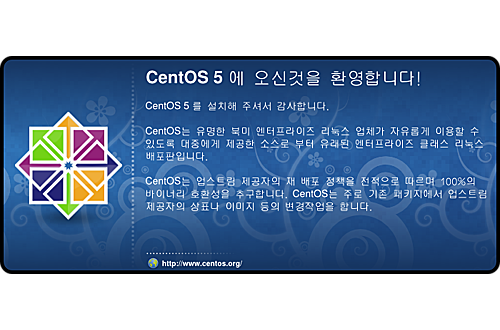 CentOS 5 에 오신것을 환영합니다!
CentOS 5 를 설치해 주셔서 감사합니다.
CentOS는 유명한 북미 엔터프라이즈 리눅스 업체가 자유롭게 이용할 수
있도록 대중에게 제공한 소스로 부터 유래된 엔터프라이즈 클래스 리눅스
배포판입니다.
CentOS는 업스트림 제공자의 재 배포 정책을 전적으로 따르며 100%의
바이너리 호환성을 추구합니다. CentOS는 주로 기존 패키지에서 업스트림
제공자의 상표나 이미지 등의 변경작업을 합니다.
http://www.centos.org/